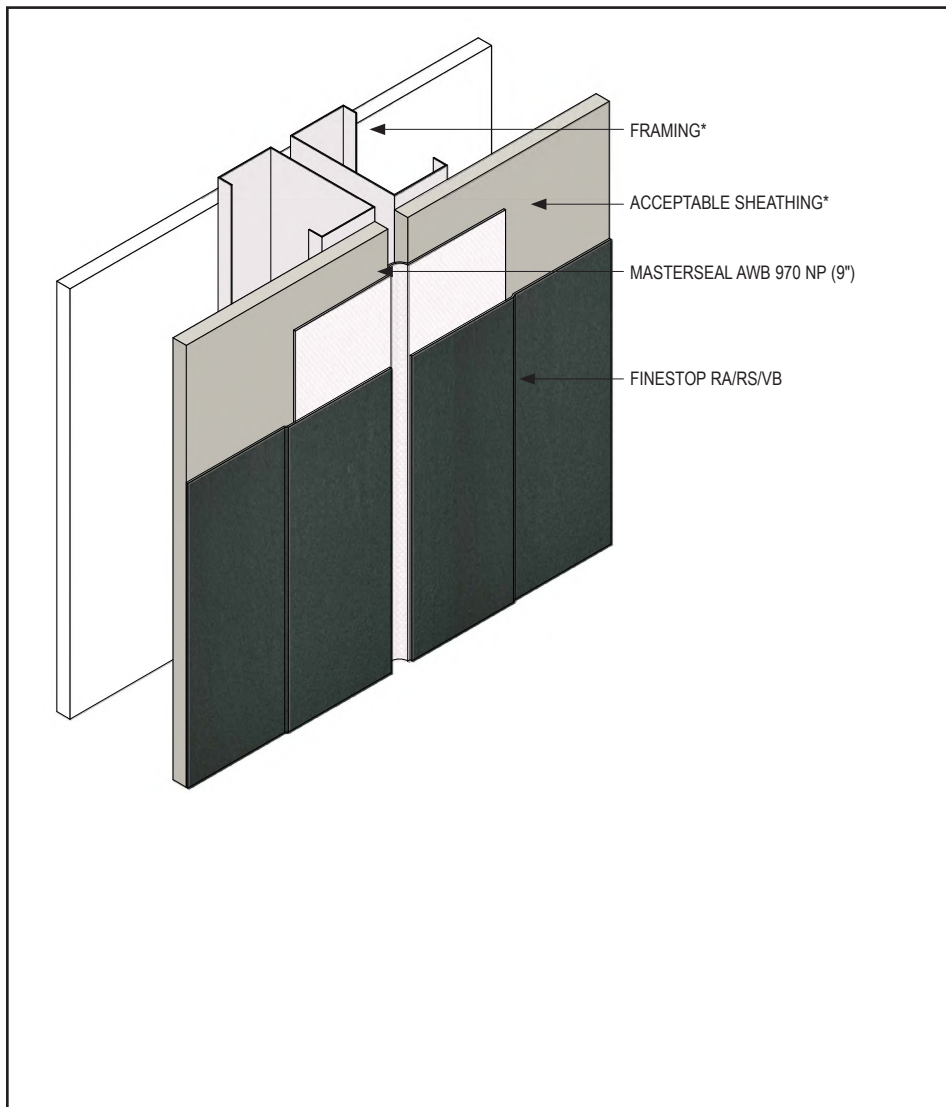 FRAMING*
ACCEPTABLE SHEATHING*
MASTERSEAL AWB 970 NP (9")
FINESTOP RA/RS/VB